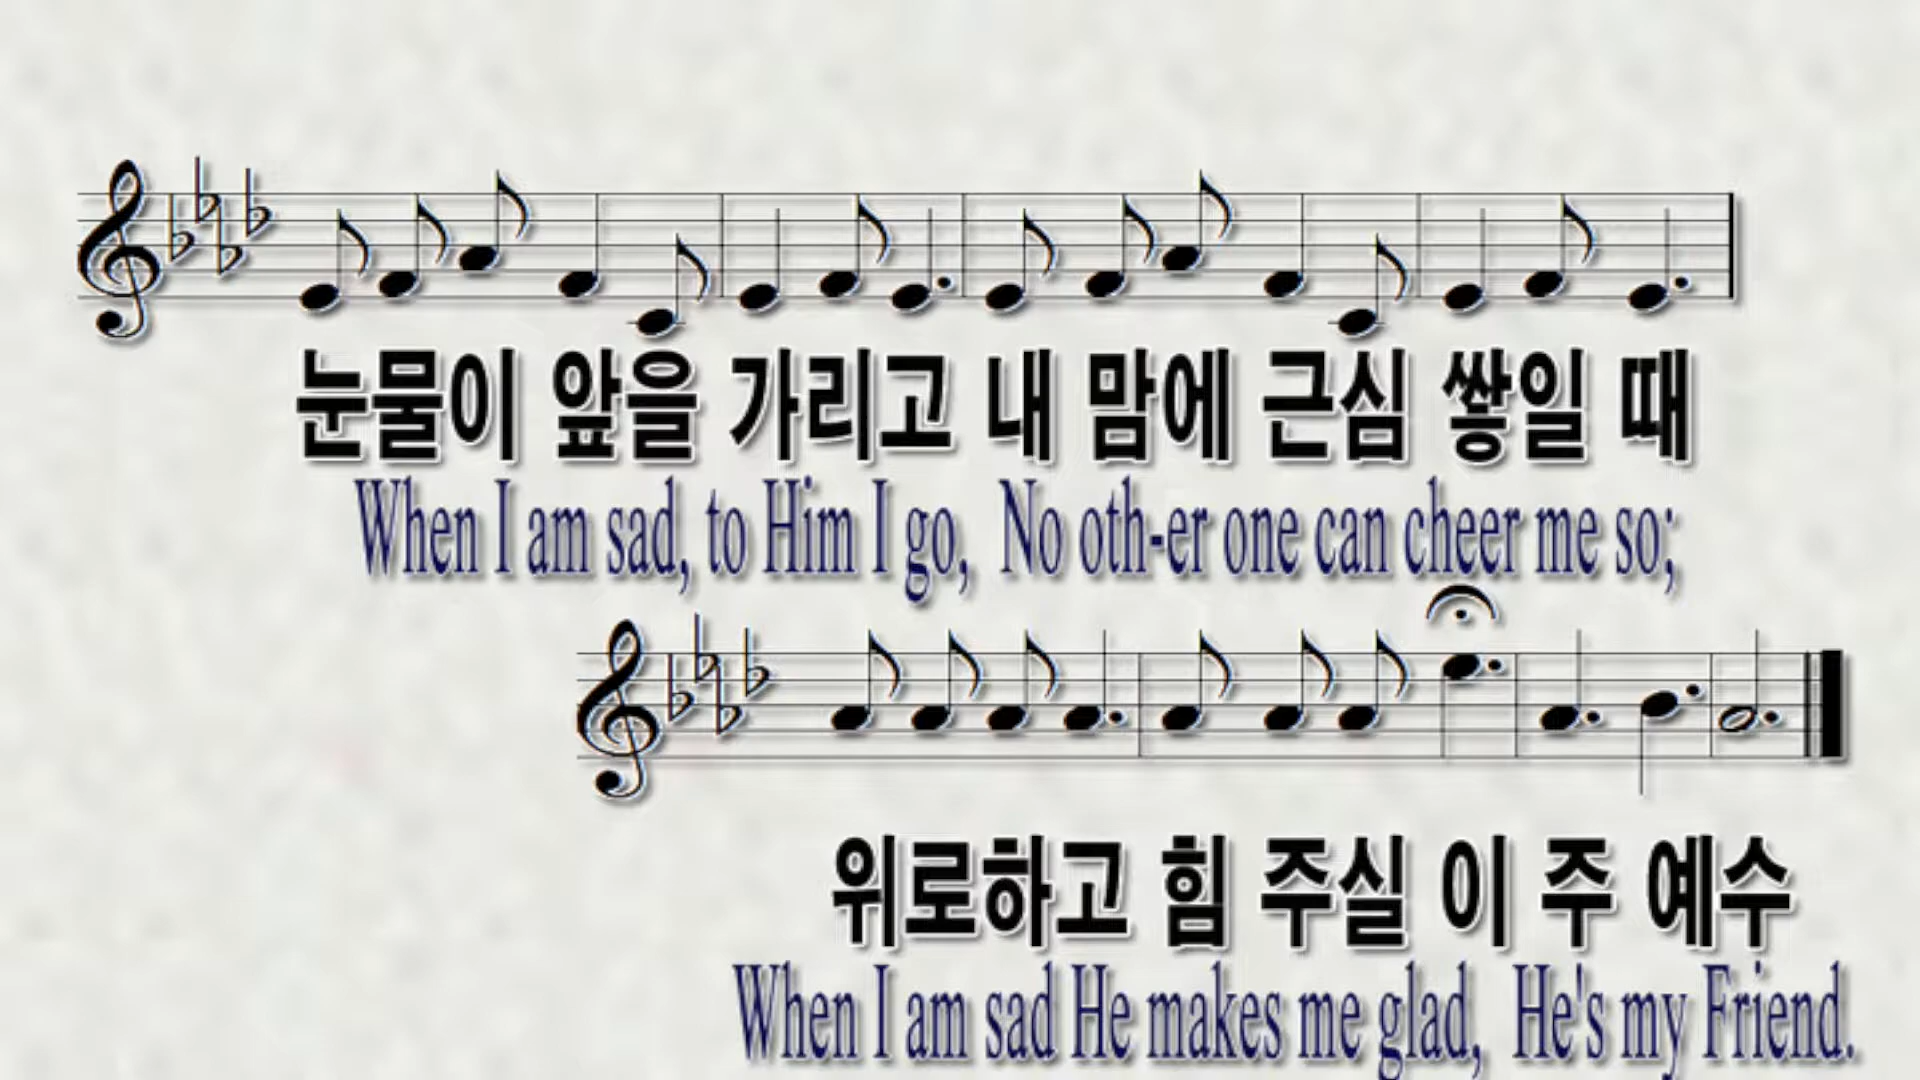 눈물이 앞을 가리고 내 맘에 근심 쌓일 때
When I am sad, to Him I go, No oth-er one can cheer me so;
위로하고 힘 주실 이 주 예수
When I am sad He makes me glad, He's my Friend.